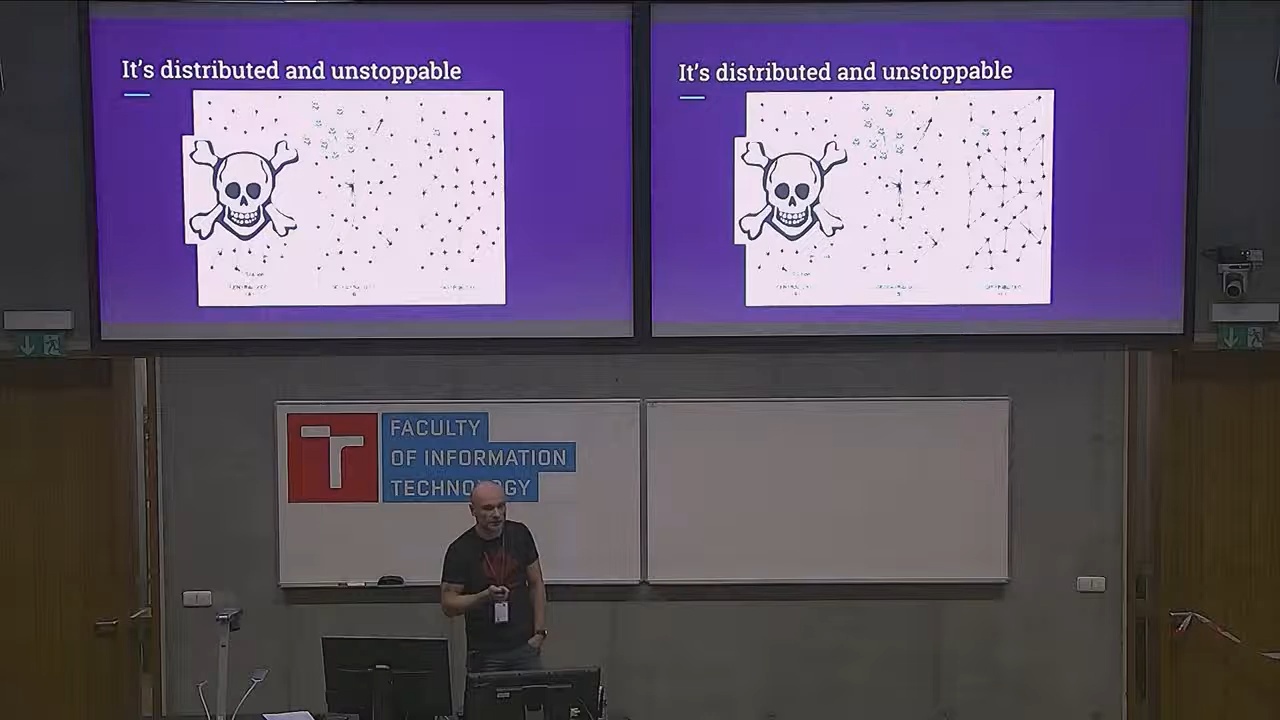 It's distributed and unstoppable
It's distributed and unstoppable
FACULTY
OF INFORMATION
TECHNOLOGY